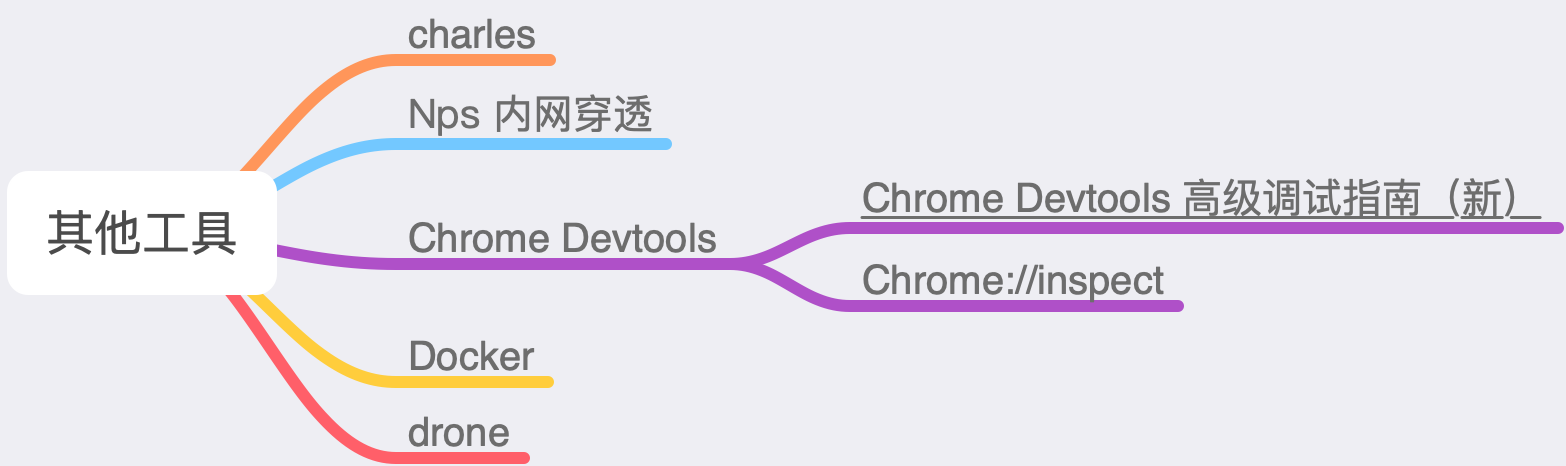 charles
Nps 内网穿透
其他工具
Chrome Devtools
Chrome Devtools 高级调试指南（新）
Chrome://inspect
Docker
drone